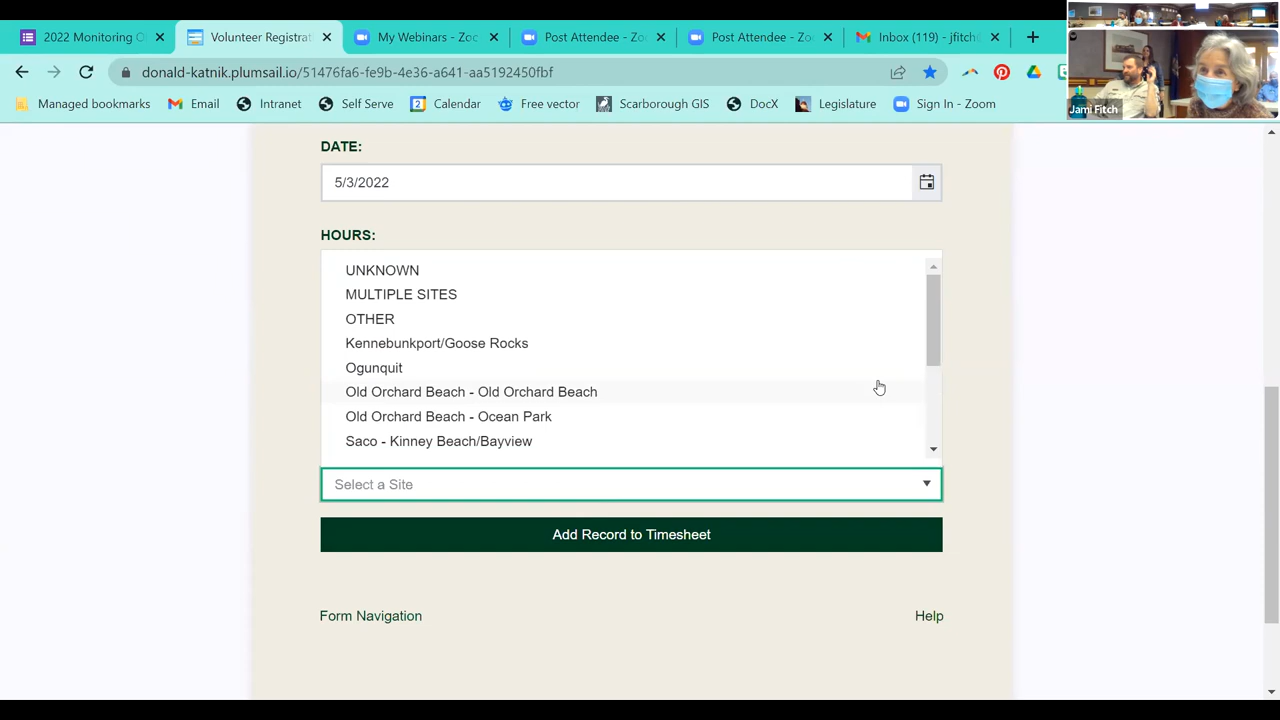 2022 Monitoring O
Volunteer Registrat
My Webinars - Zoo
Post Attendee - Zoo
Post Attendee - Zoo
Inbox (119) - jfitch@
donald-katnik.plumsail.io/51476fa6-fe9b-4e36-a641-aa5192450fbf
Managed bookmarks
Email
Intranet
Self Serve
Calendar
Free vector
Scarborough GIS
DocX
Legislature
Sign In - Zoom
Jami Fitch
DATE:
5/3/2022
HOURS:
UNKNOWN
MULTIPLE SITES
OTHER
Kennebunkport/Goose Rocks
Ogunquit
Old Orchard Beach - Old Orchard Beach
Old Orchard Beach - Ocean Park
Saco - Kinney Beach/Bayview
Select a Site
Add Record to Timesheet
Form Navigation
Help